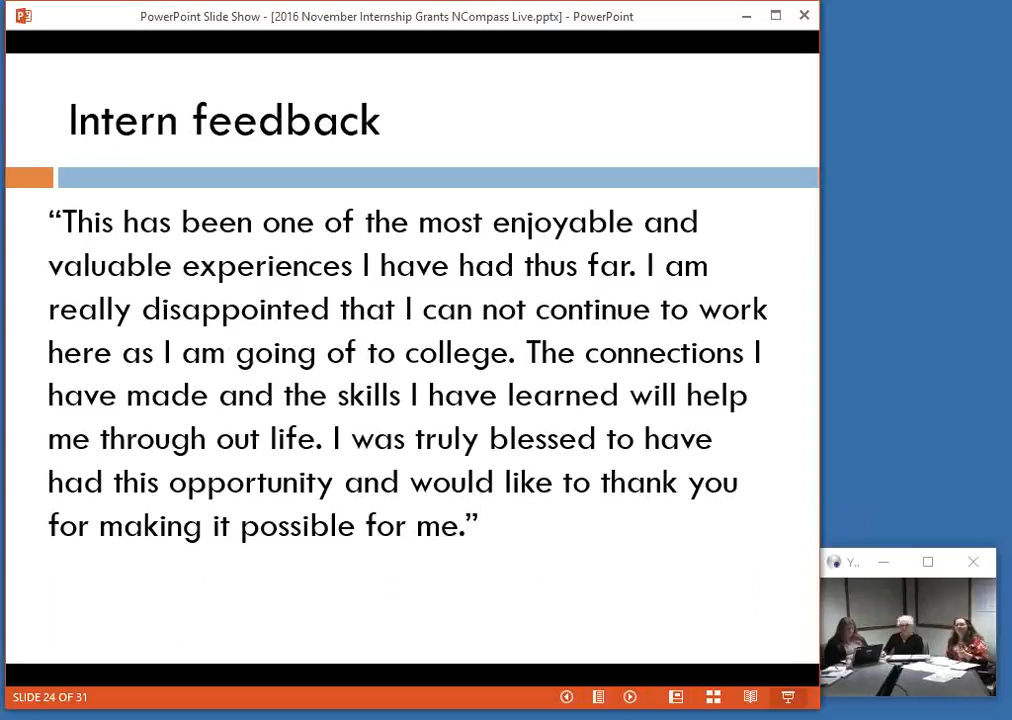 PowerPoint Slide Show - [2016 November Internship Grants NCompass Live.pptx] - PowerPoint
Intern feedback
“This has been one of the most enjoyable and
valuable experiences I have had thus far. I am
really disappointed that I can not continue to work
here as I am going of to college. The connections I
have made and the skills I have learned will help
me through out life. I was truly blessed to have
had this opportunity and would like to thank you
for making it possible for me.”
Y..
SLIDE 24 OF 31